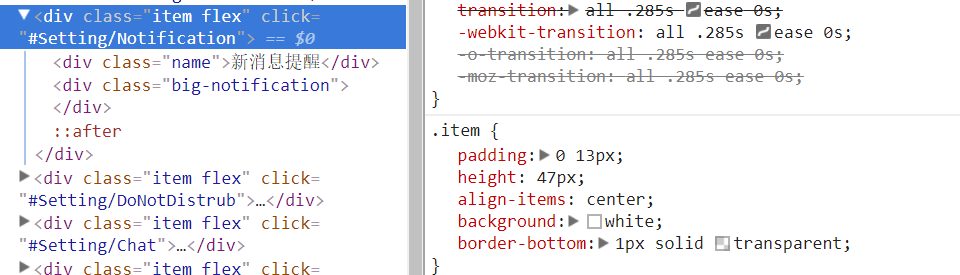 <div class="item flex" click=
"#Setting/Notification"> == $0
<div class="name">新消息提醒</div>
<div class="big-notification">
</div>
::after
</div>
<div class="item flex" click=
"#Setting/DoNotDistrub">…</div>
<div class="item flex" click=
"#Setting/Chat">…</div>
<div class="item flex" click=
transition: all .285s ease 0s;
-webkit-transition: all .285s ease 0s;
-o-transition: all .285s ease 0s;
-moz-transition: all .285s ease 0s;
}
.item {
padding: 0 13px;
height: 47px;
align-items: center;
background: white;
border-bottom: 1px solid transparent;
}